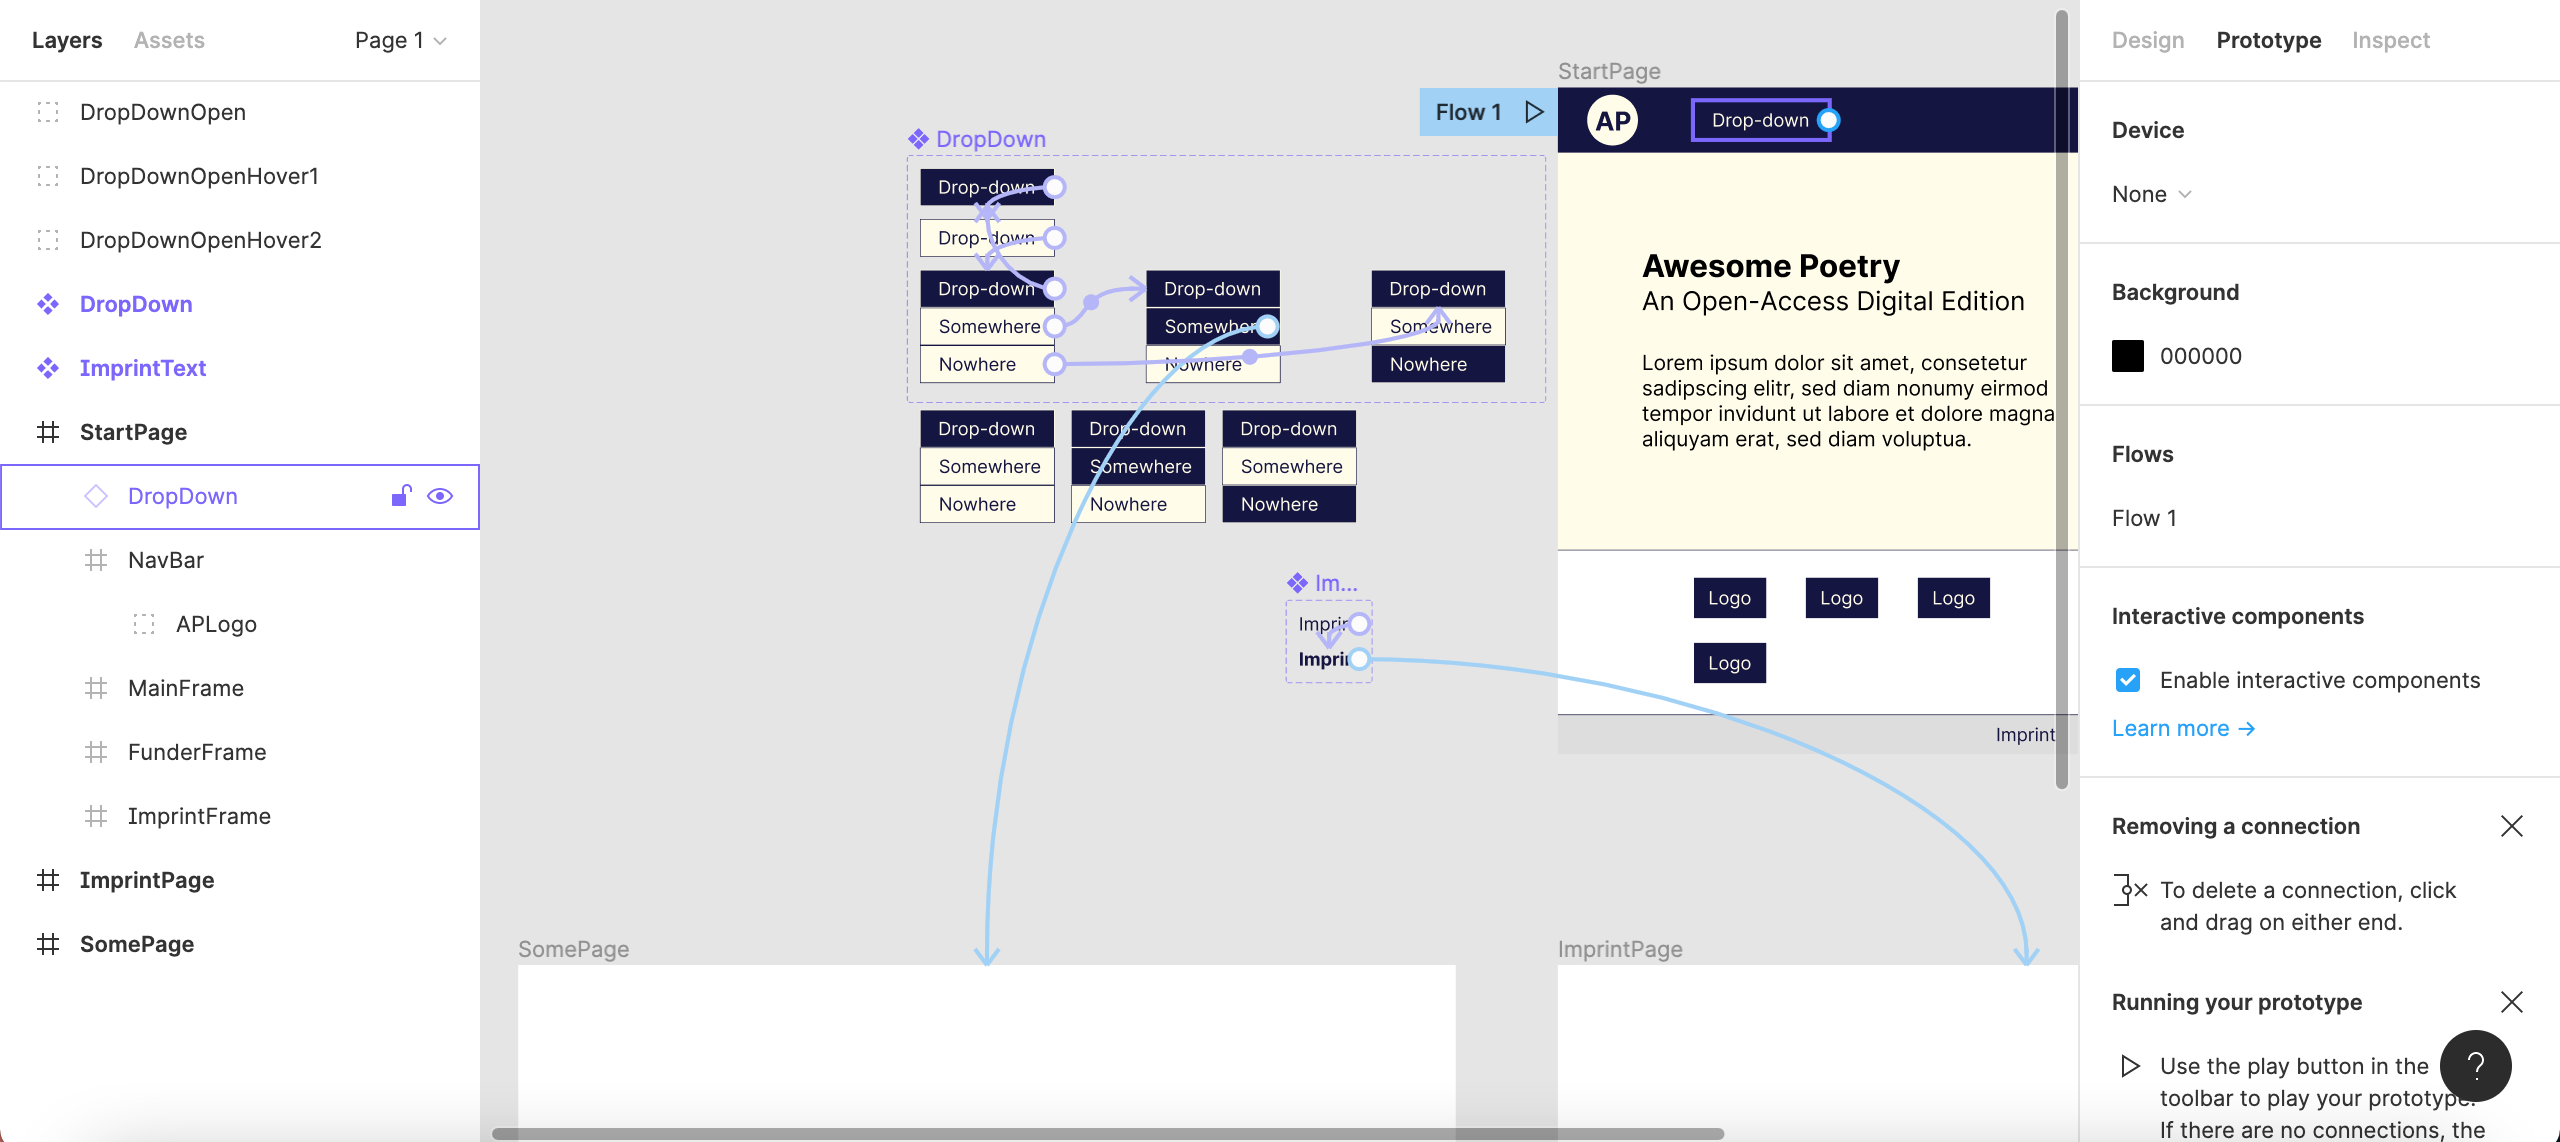 Layers
Assets
Page 1
DropDownOpen
DropDownOpenHover1
DropDownOpenHover2
DropDown
ImprintText
StartPage
DropDown
NavBar
APLogo
MainFrame
FunderFrame
ImprintFrame
ImprintPage
SomePage
DropDown
Drop-down
Drop-down
Drop-down
Somewhere
Nowhere
Drop-down
Somewher
Nowhere
Drop-down
Somewhere
Nowhere
Drop-down
Somewhere
Nowhere
Drop-down
Somewhere
Nowhere
Drop-down
Somewhere
Nowhere
Im...
Imprin
Imprin
Flow 1
StartPage
AP
Drop-down
Awesome Poetry
An Open-Access Digital Edition
Lorem ipsum dolor sit amet, consetetur
sadipscing elitr, sed diam nonumy eirmod
tempor invidunt ut labore et dolore magna
aliquyam erat, sed diam voluptua.
Logo
Logo
Logo
Logo
Imprint
SomePage
ImprintPage
Design
Prototype
Inspect
Device
None
Background
000000
Flows
Flow 1
Interactive components
Enable interactive components
Learn more →
Removing a connection
To delete a connection, click
and drag on either end.
Running your prototype
Use the play button in the
toolbar to play your prototype.
If there are no connections, the
?